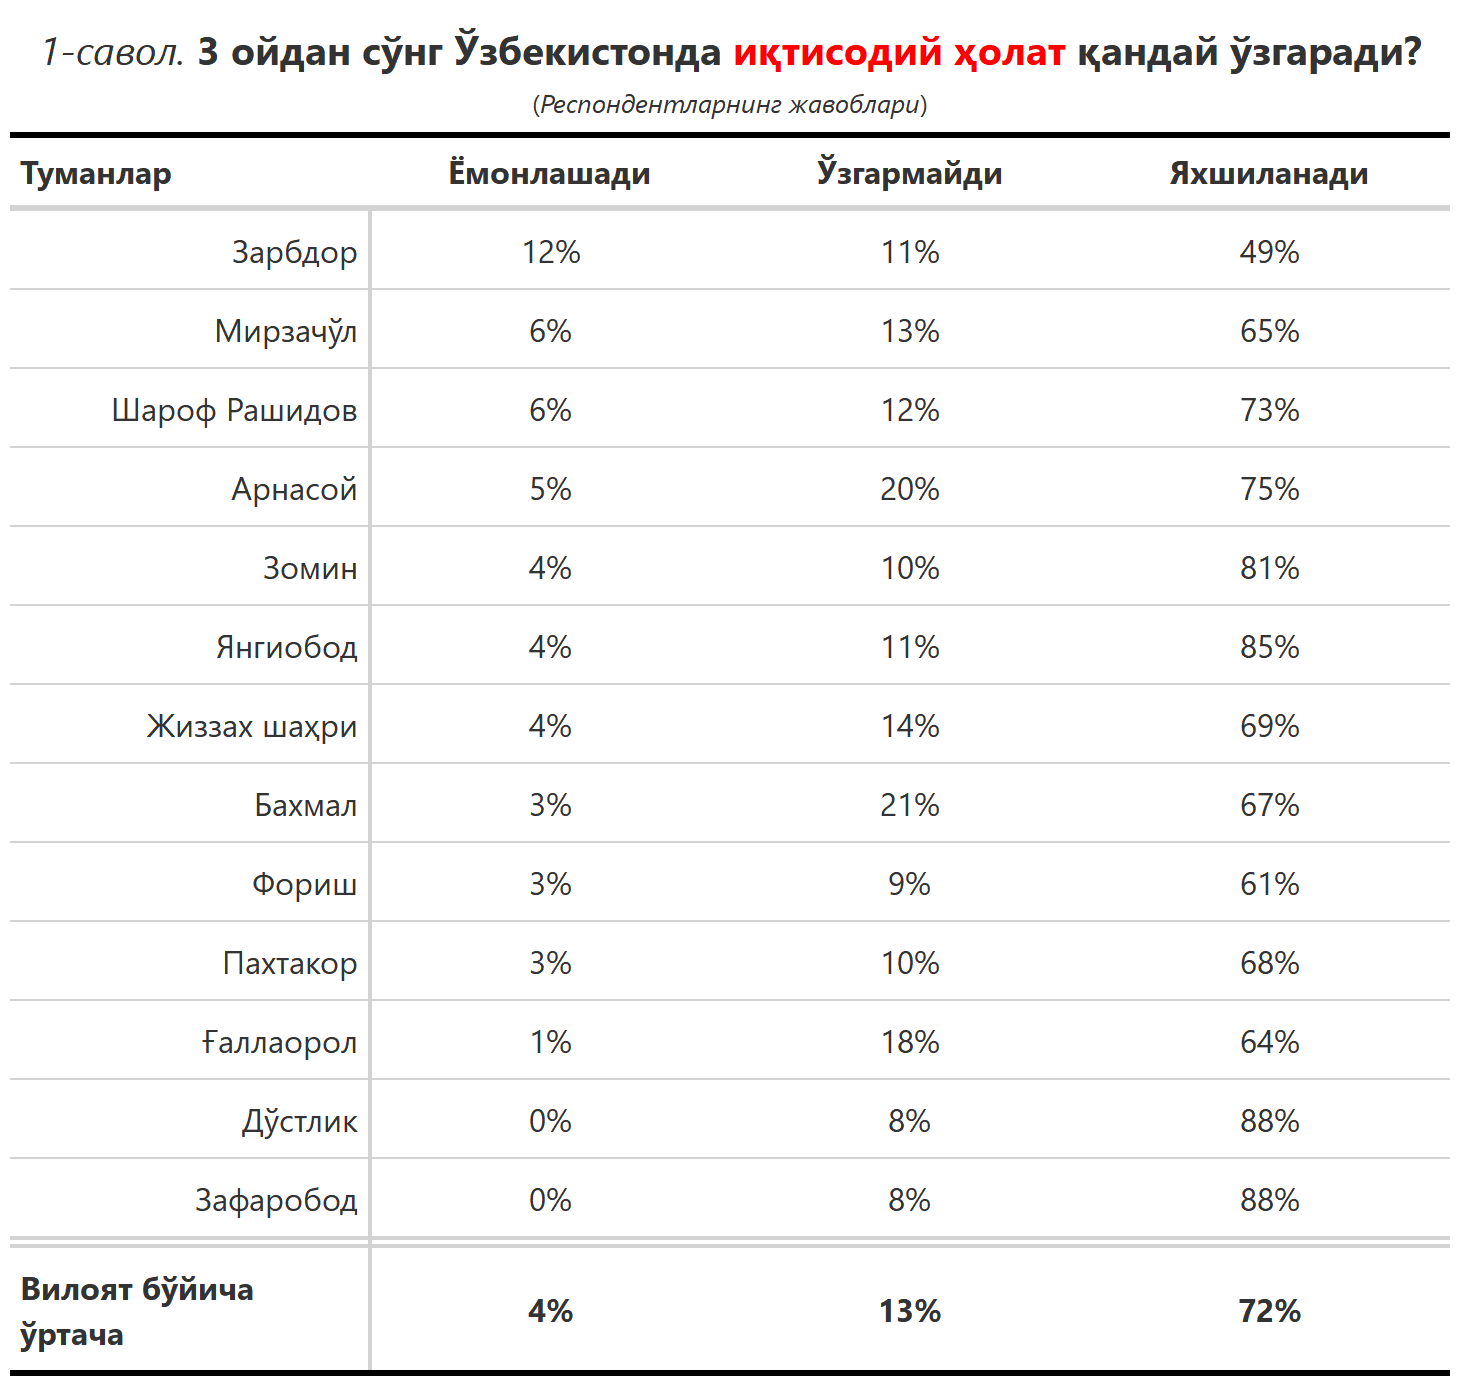 1-савол. 3 ойдан сўнг Ўзбекистонда иқтисодий ҳолат қандай ўзгаради?
(Респондентларнинг жавоблари)
Туманлар Ёмонлашади Ўзгармайди Яхшиланади
Зарбдор 12% 11% 49%
Мирзачўл 6% 13% 65%
Шароф Рашидов 6% 12% 73%
Арнасой 5% 20% 75%
Зомин 4% 10% 81%
Янгиобод 4% 11% 85%
Жиззах шаҳри 4% 14% 69%
Бахмал 3% 21% 67%
Фориш 3% 9% 61%
Пахтакор 3% 10% 68%
Ғаллаорол 1% 18% 64%
Дўстлик 0% 8% 88%
Зафаробод 0% 8% 88%
Вилоят бўйича
ўртача 4% 13% 72%